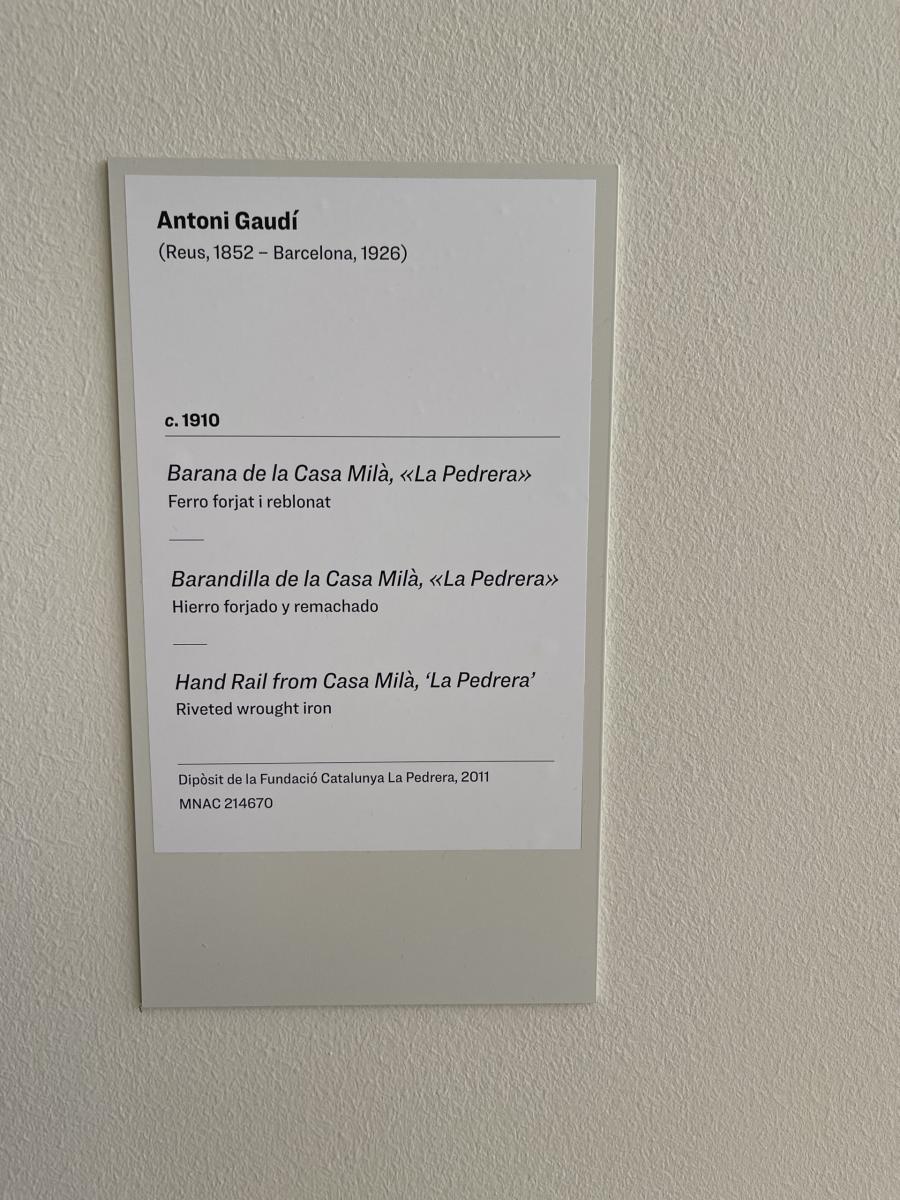 Antoni Gaudí
(Reus, 1852 – Barcelona, 1926)
c. 1910
Barana de la Casa Milà, «La Pedrera»
Ferro forjat i reblonat
Barandilla de la Casa Milà, «La Pedrera»
Hierro forjado y remachado
Hand Rail from Casa Milà, ‘La Pedrera’
Riveted wrought iron
Dipòsit de la Fundació Catalunya La Pedrera, 2011
MNAC 214670